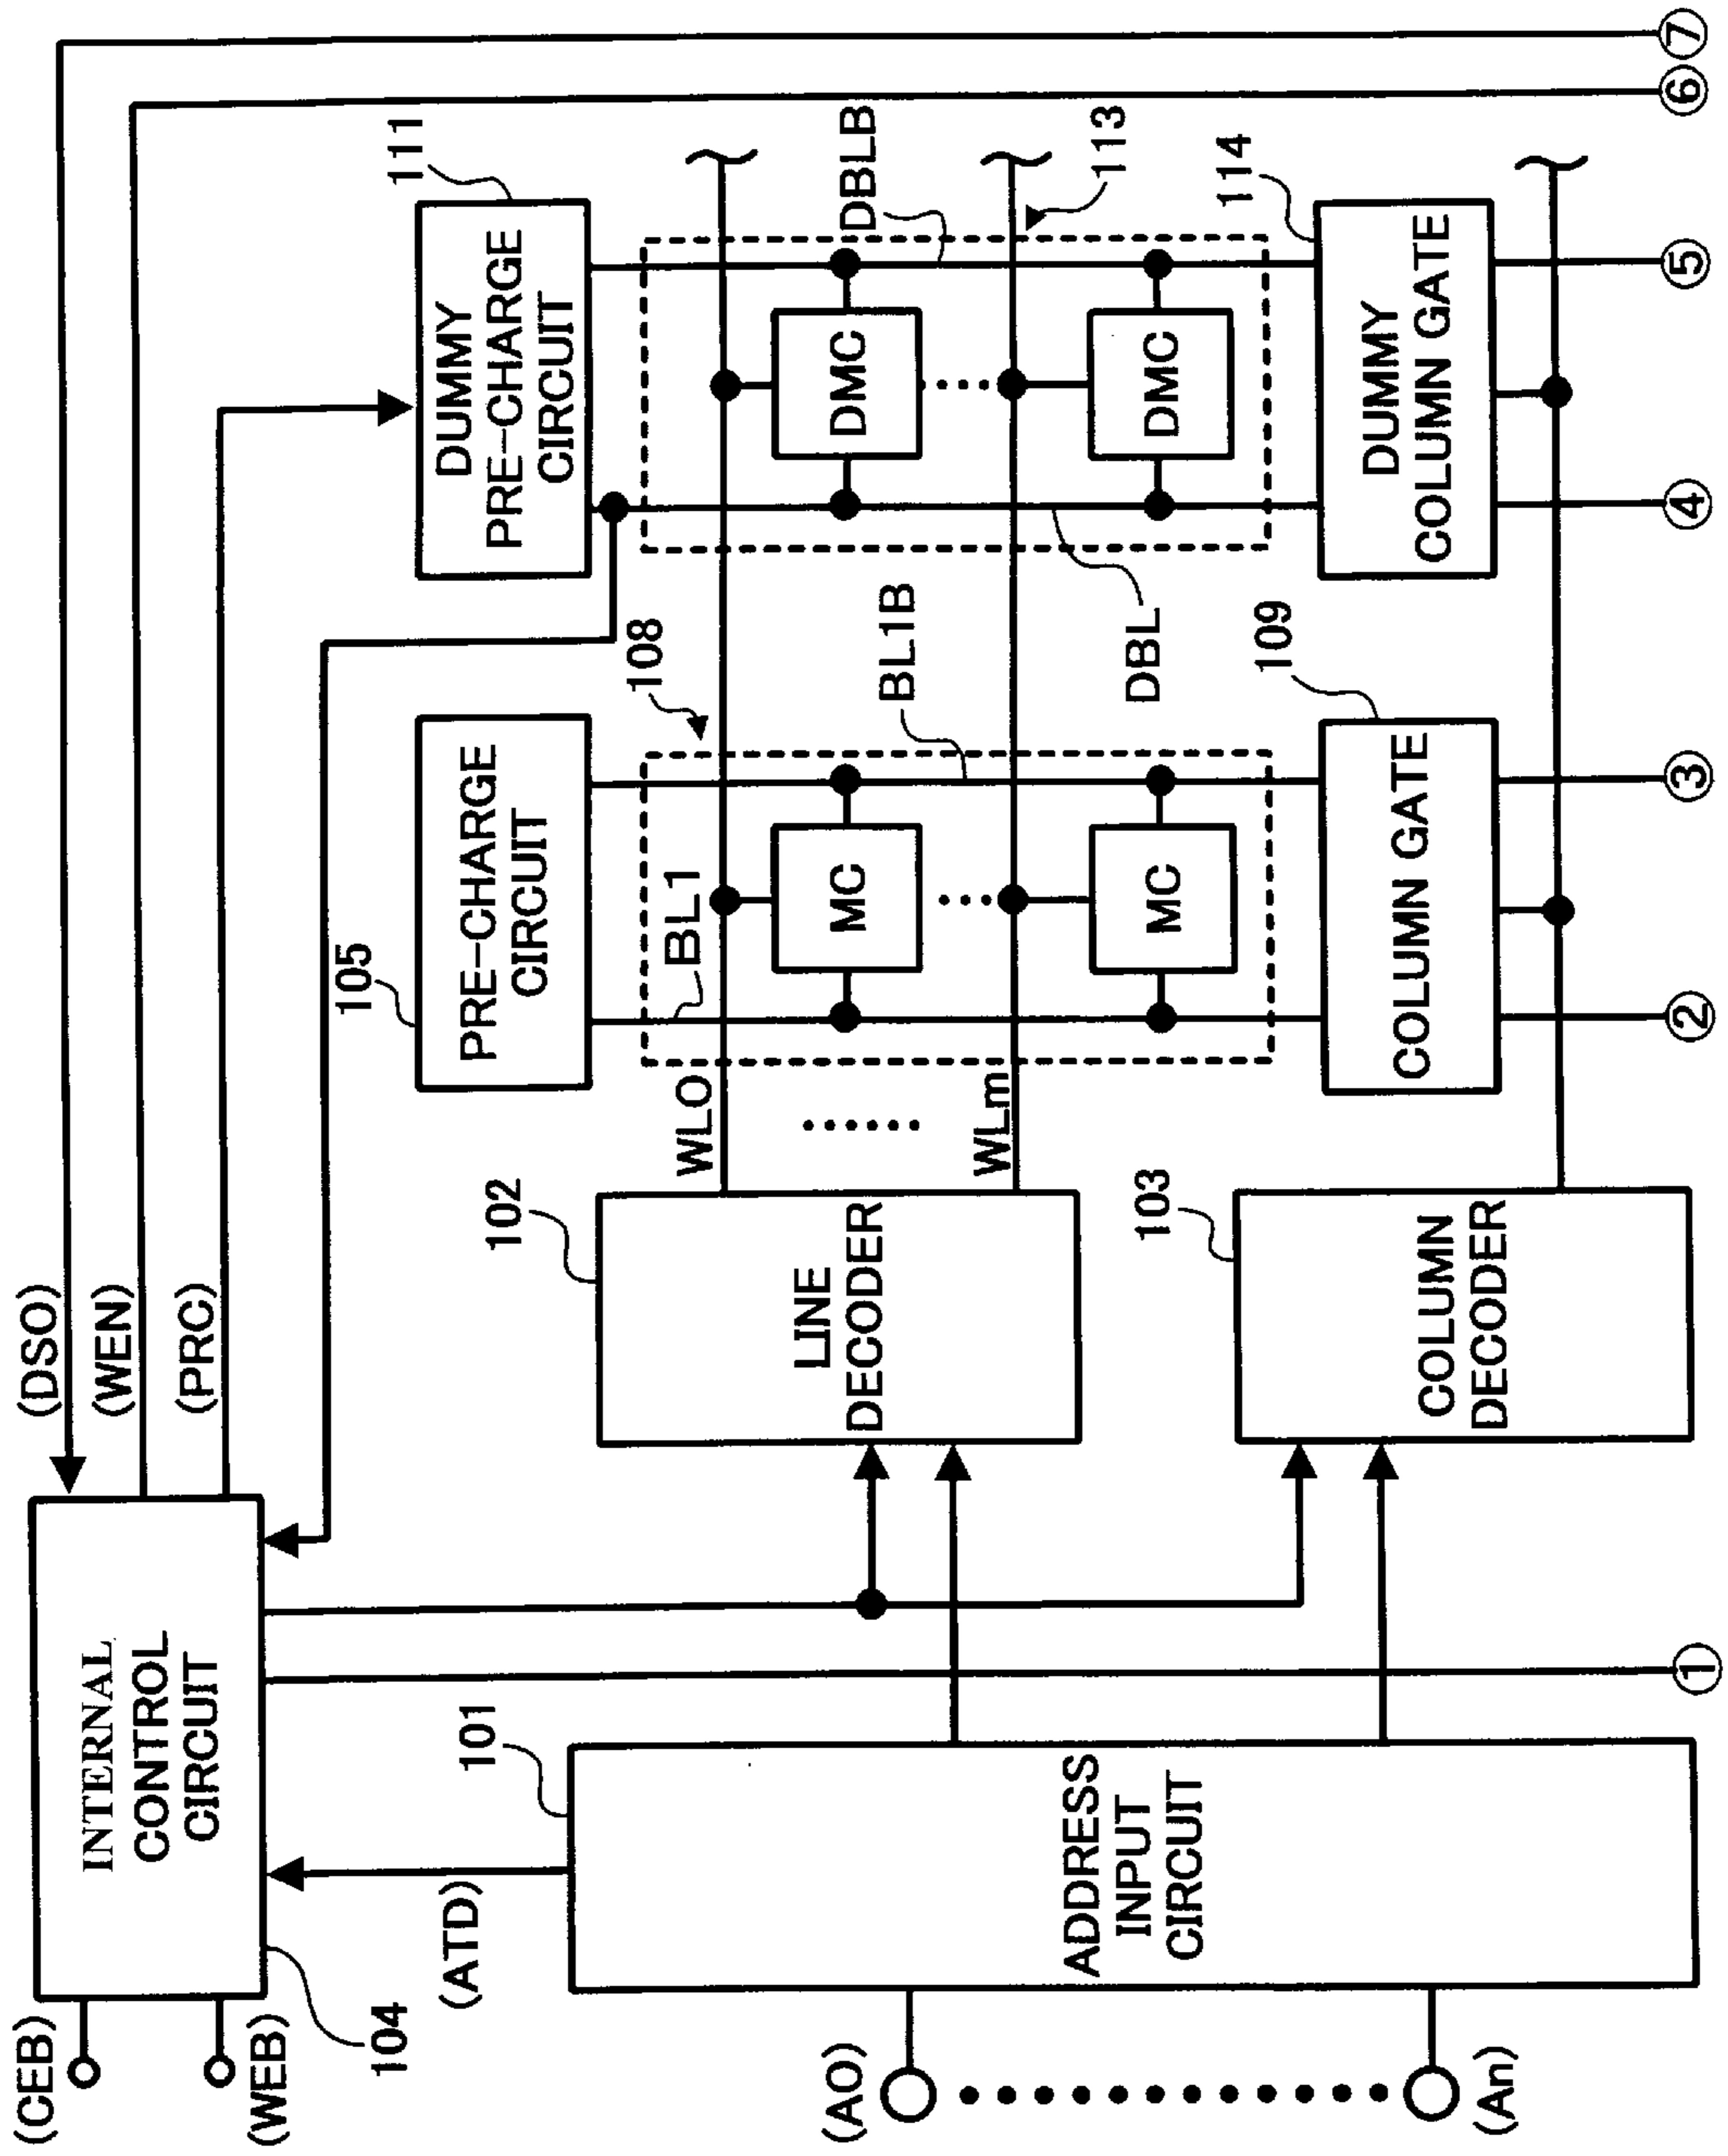 (CEB)
(WEB)
104
INTERNAL
CONTROL
CIRCUIT
(DSO)
(WEN)
(PRC)
(ATD)
101
ADDRESS
INPUT
CIRCUIT
(AO)
(An)
102
LINE
DECODER
103
COLUMN
DECODER
WLO
WLm
105
PRE-CHARGE
CIRCUIT
BL1
108
BL1B
MC
MC
109
COLUMN GATE
111
DUMMY
PRE-CHARGE
CIRCUIT
DBLB
113
DMC
DMC
DBL
114
DUMMY
COLUMN GATE
①
②
③
④
⑤
⑥
⑦